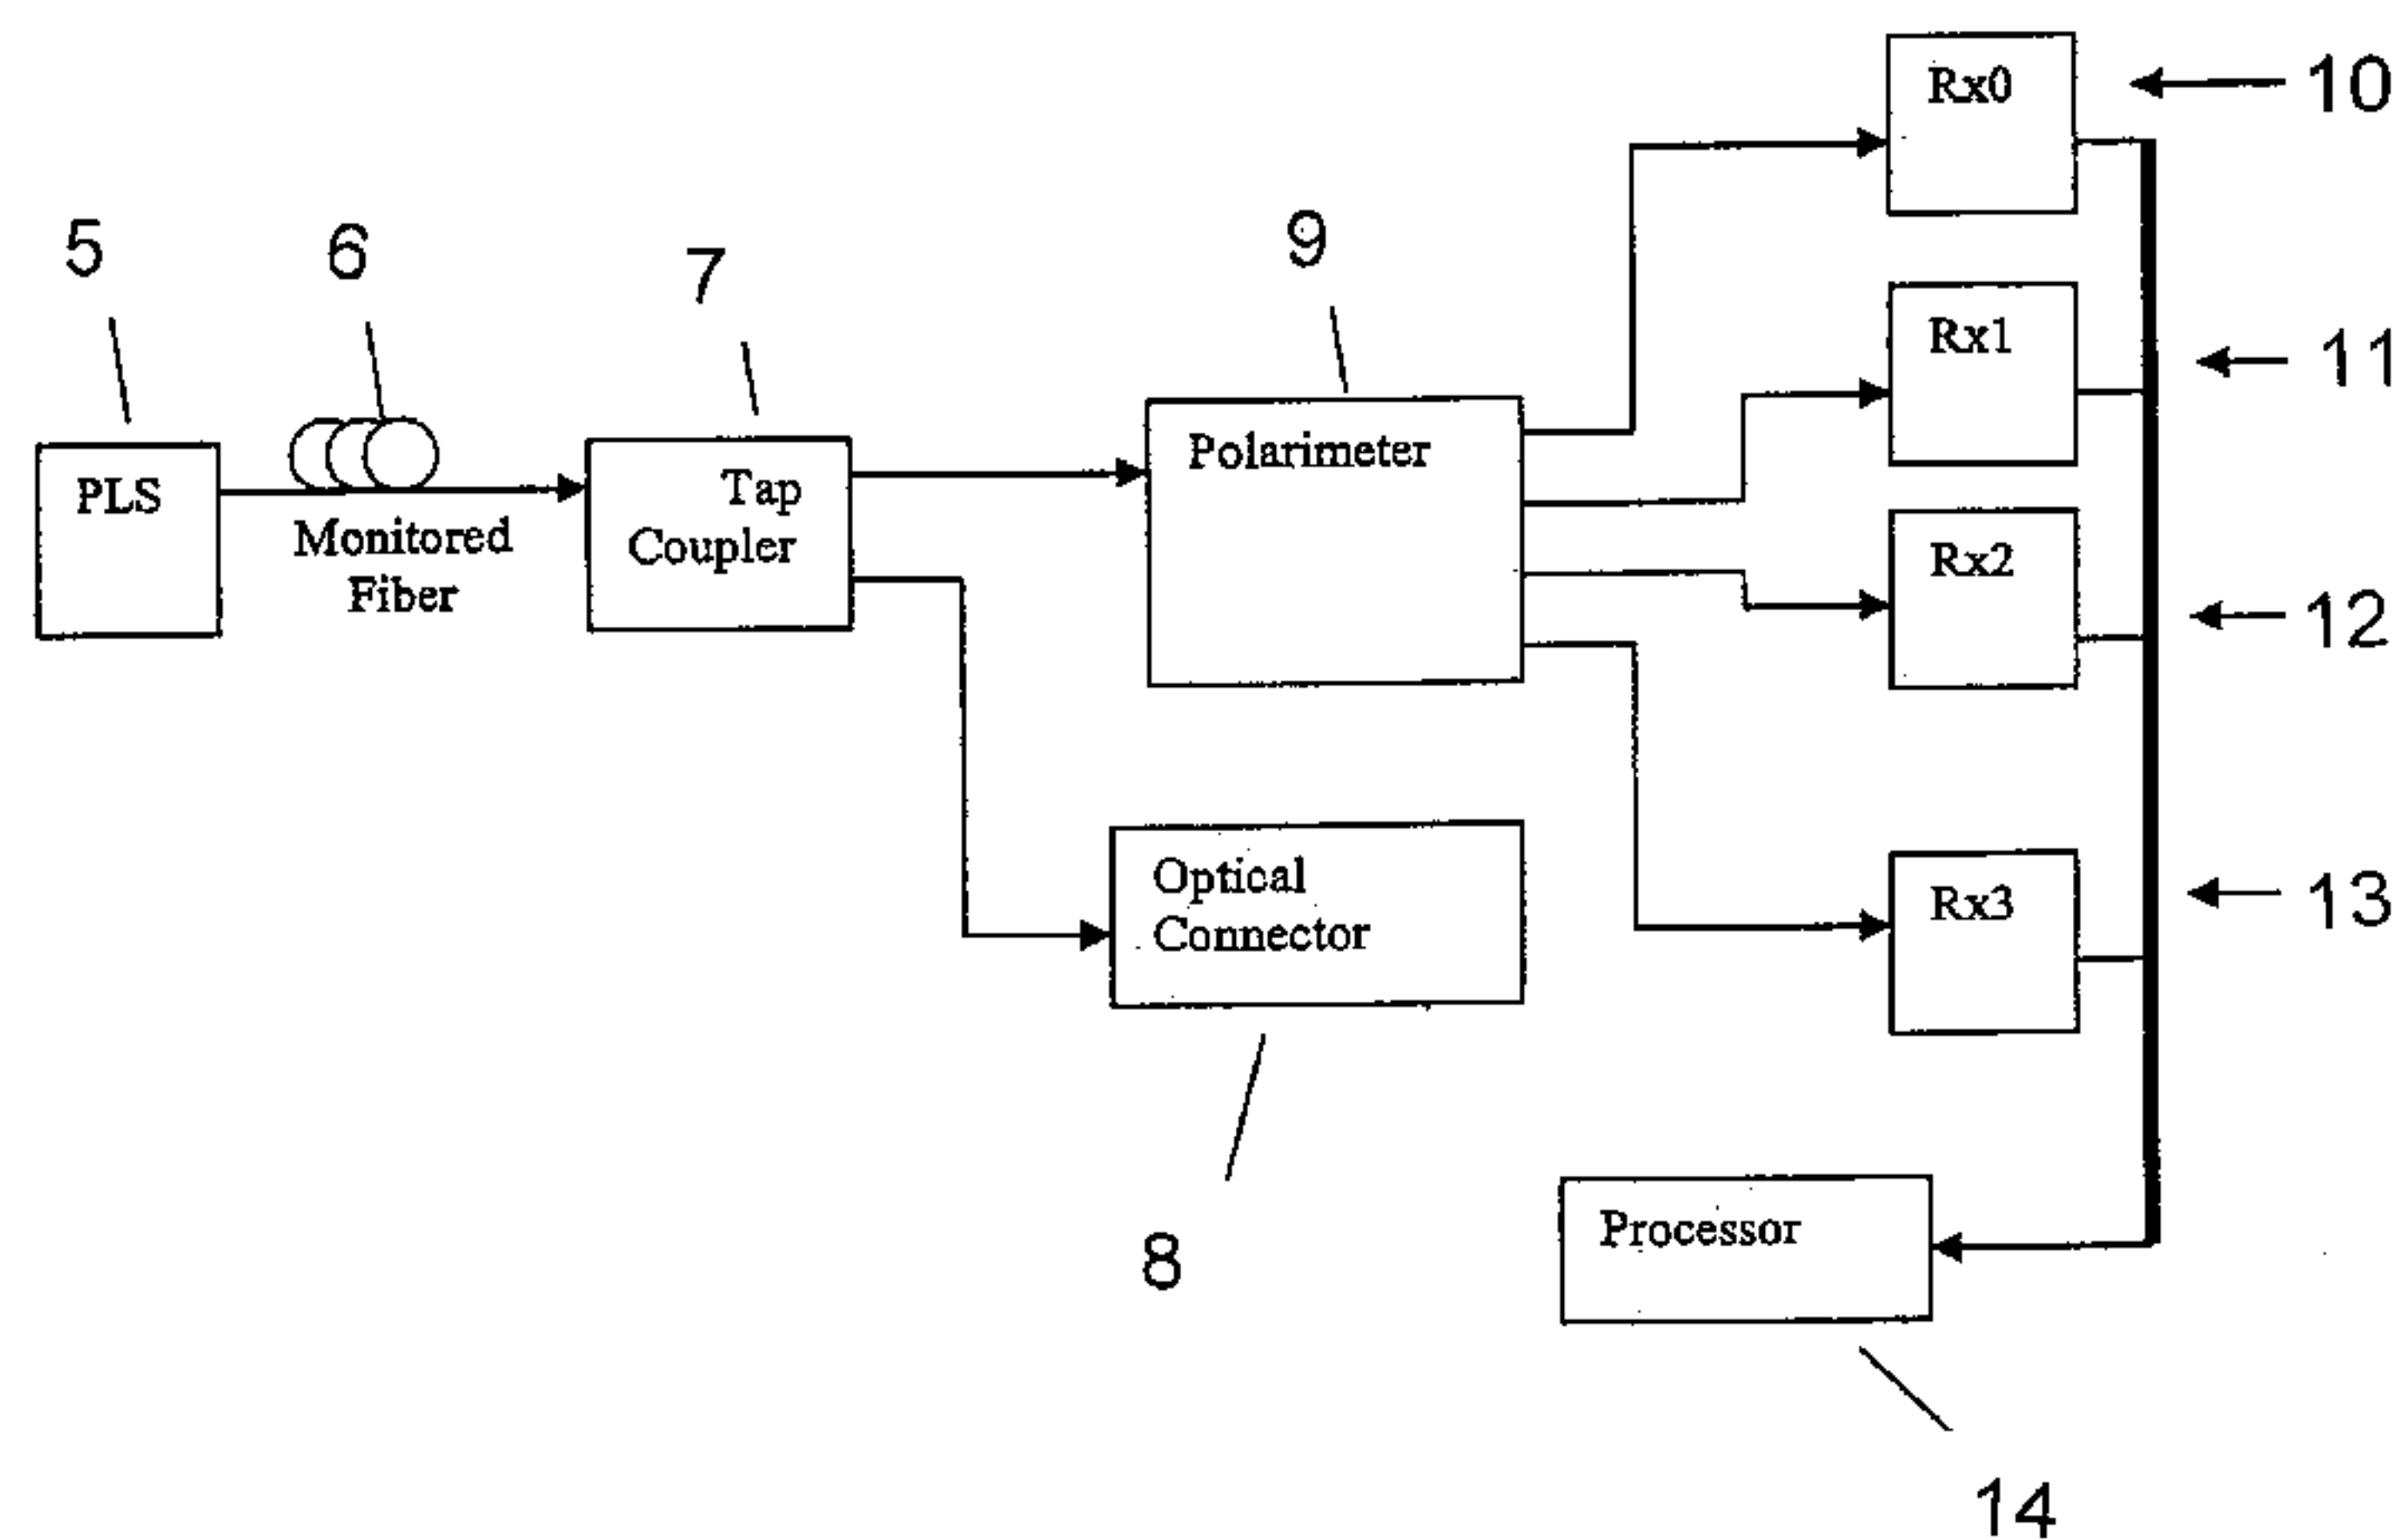 10
Rx0
5
6
7
9
Rx1
11
PLS
Monitored
Fiber
Tap
Coupler
Polarimeter
Rx2
12
Optical
Connector
Rx3
13
8
Processor
14